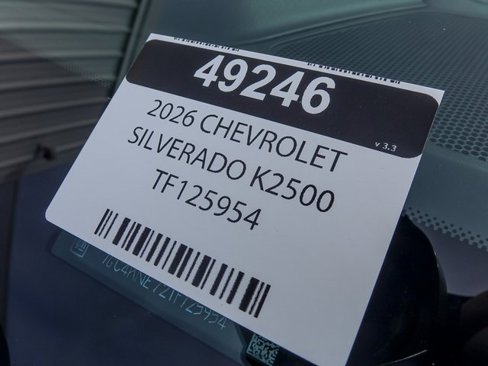 49246
v 3.3
2026 CHEVROLET
SILVERADO K2500
TF125954